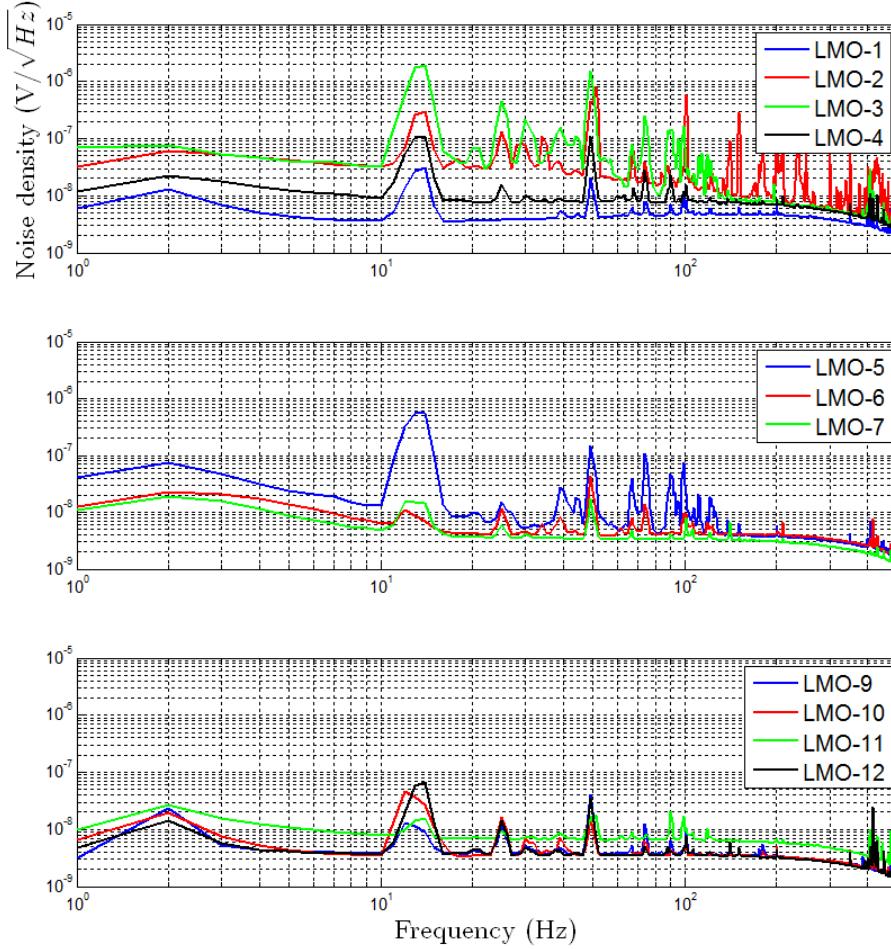 Noise density (V/√Hz)
10^-5
10^-6
10^-7
10^-8
10^-9
10^0
10^1
10^2
LMO-1
LMO-2
LMO-3
LMO-4
10^-5
10^-6
10^-7
10^-8
10^-9
10^0
10^1
10^2
LMO-5
LMO-6
LMO-7
10^-5
10^-6
10^-7
10^-8
10^-9
10^0
10^1
10^2
LMO-9
LMO-10
LMO-11
LMO-12
Frequency (Hz)